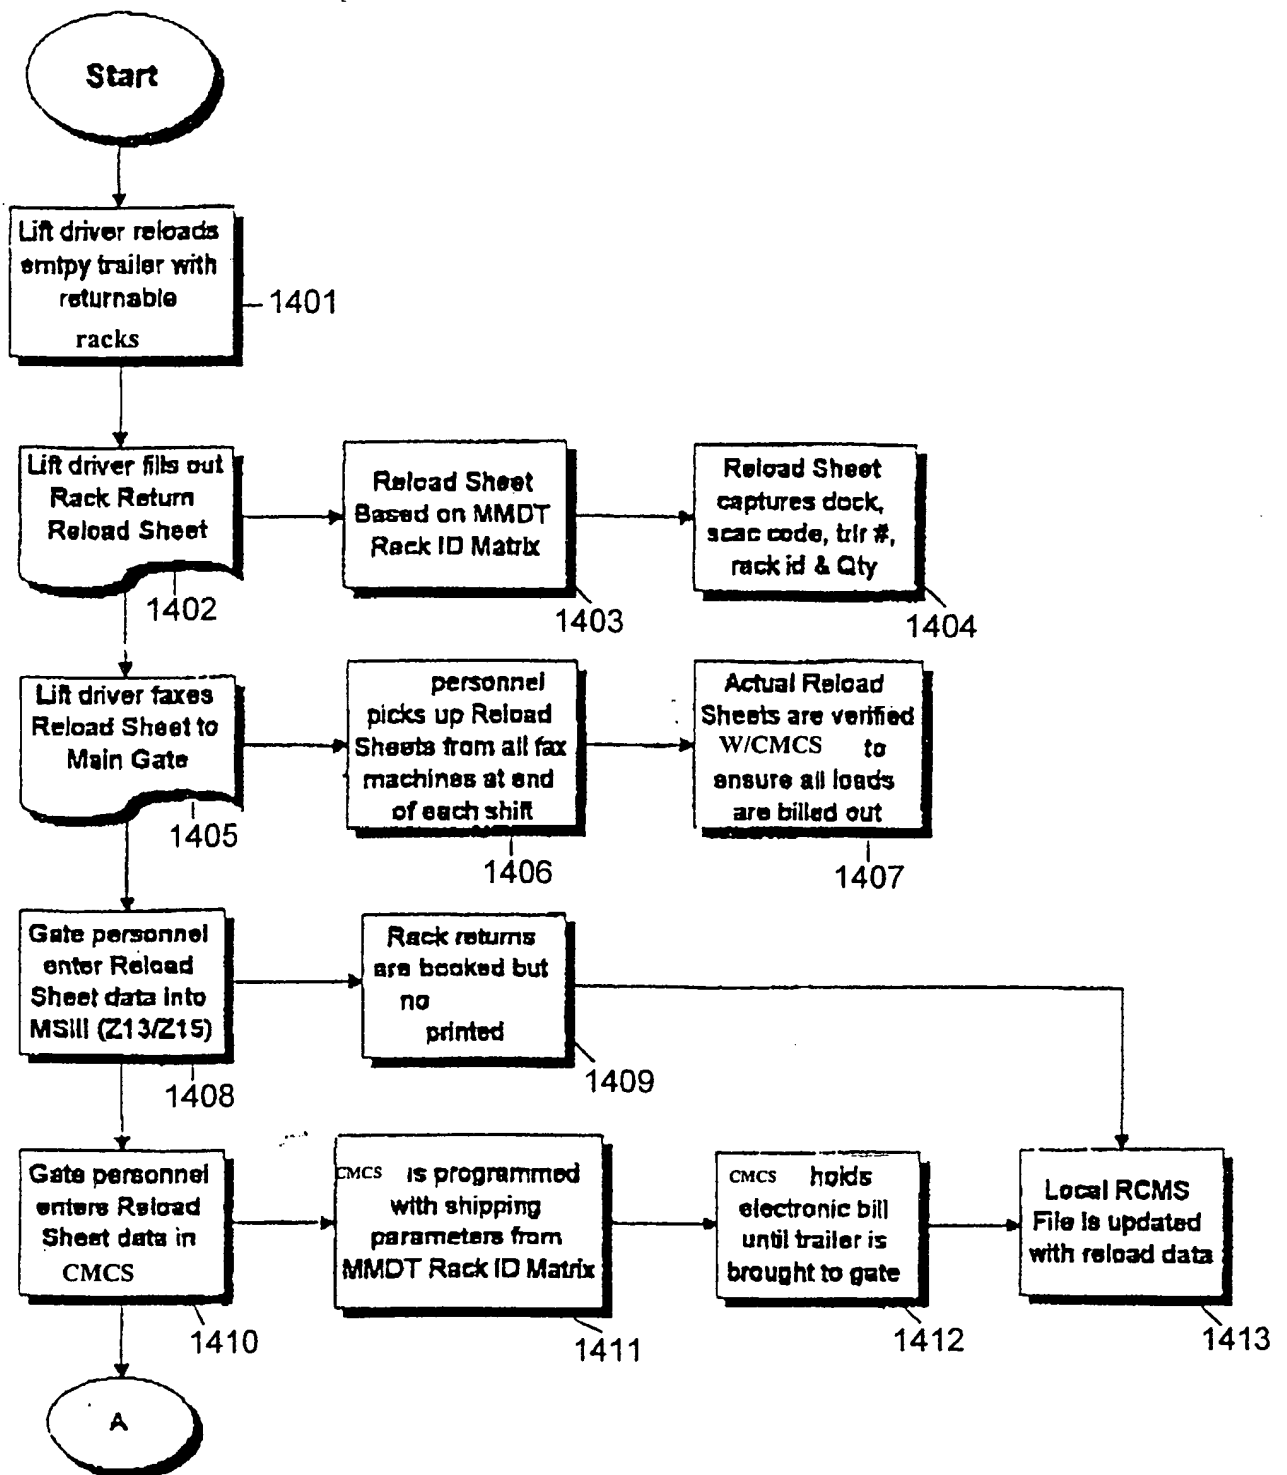 Start
Lift driver reloads
emtpy trailer with
returnable
racks
1401
Lift driver fills out
Rack Return
Reload Sheet
1402
Reload Sheet
Based on MMDT
Rack ID Matrix
1403
Reload Sheet
captures dock,
scac code, trlr #,
rack id & Qty
1404
Lift driver faxes
Reload Sheet to
Main Gate
1405
personnel
picks up Reload
Sheets from all fax
machines at end
of each shift
1406
Actual Reload
Sheets are verified
W/CMCS to
ensure all loads
are billed out
1407
Gate personnel
enter Reload
Sheet data into
MSIII (Z13/Z15)
1408
Rack returns
are booked but
no
printed
1409
Gate personnel
enters Reload
Sheet data in
CMCS
1410
CMCS is programmed
with shipping
parameters from
MMDT Rack ID Matrix
1411
CMCS holds
electronic bill
until trailer is
brought to gate
1412
Local RCMS
File is updated
with reload data
1413
A